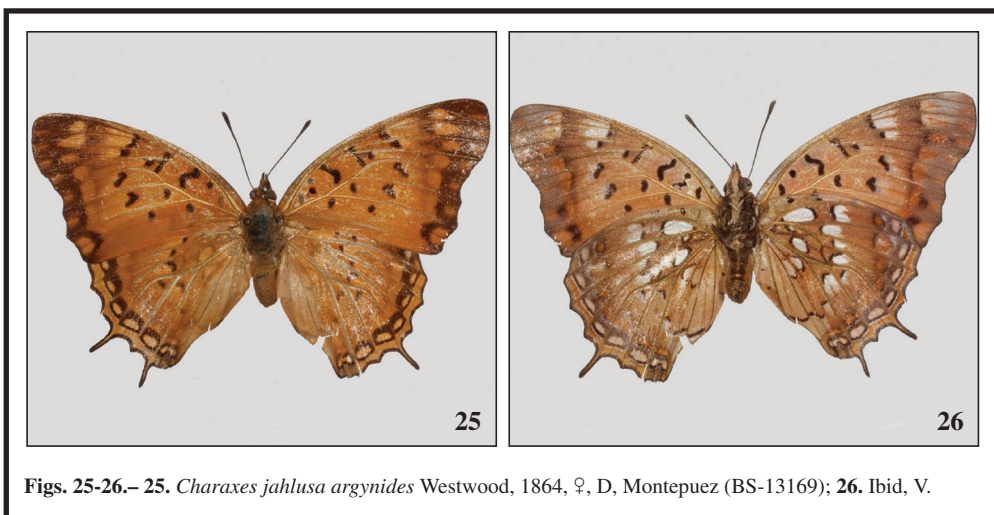 25
26
Figs. 25-26.– 25. Charaxes jahlusa argynides Westwood, 1864, ♀, D, Montepuez (BS-13169); 26. Ibid, V.